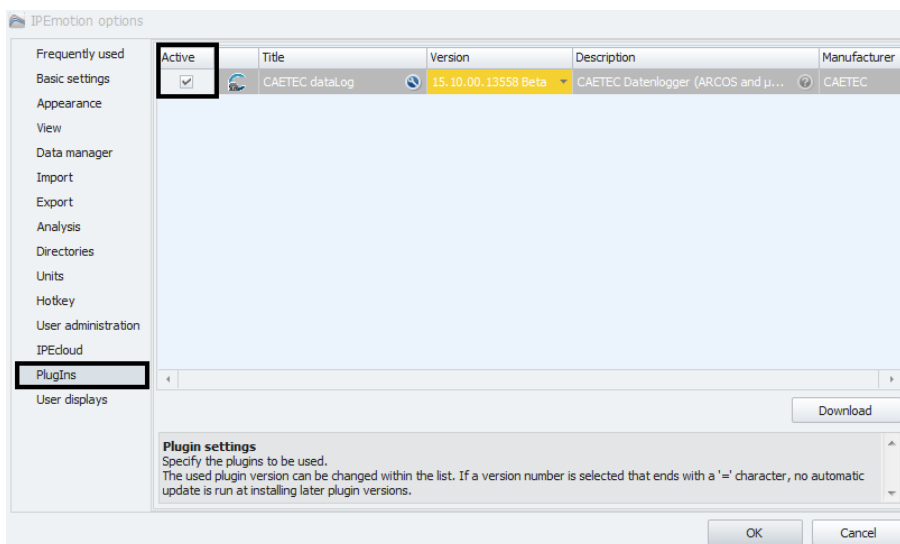 IPEmotion options
Frequently used
Basic settings
Appearance
View
Data manager
Import
Export
Analysis
Directories
Units
Hotkey
User administration
IPEcloud
PlugIns
User displays
Active Title Version Description Manufacturer
CAETEC dataLog 15.10.00.13558 Beta CAETEC Datenlogger (ARCOS and µ... CAETEC
Download
Plugin settings
Specify the plugins to be used.
The used plugin version can be changed within the list. If a version number is selected that ends with a '=' character, no automatic
update is run at installing later plugin versions.
OK Cancel